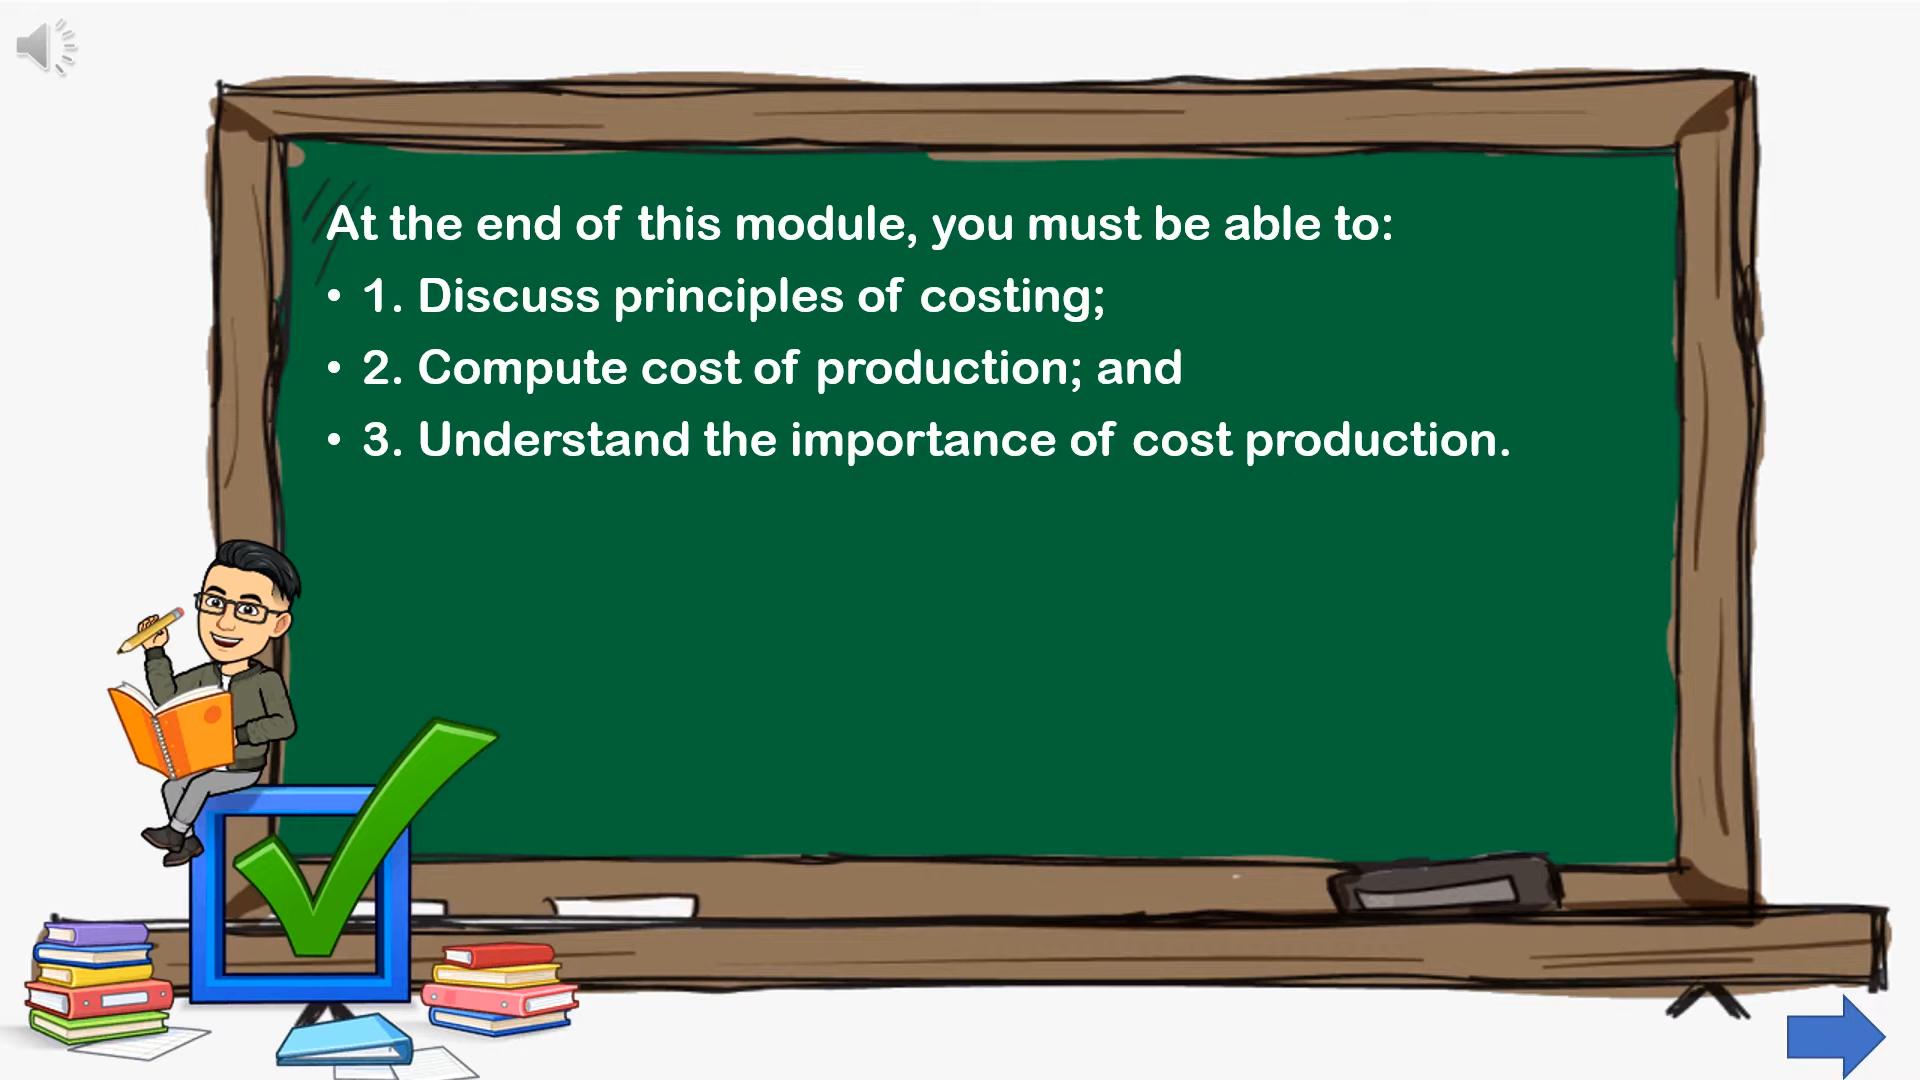 At the end of this module, you must be able to:
• 1. Discuss principles of costing;
• 2. Compute cost of production; and
• 3. Understand the importance of cost production.